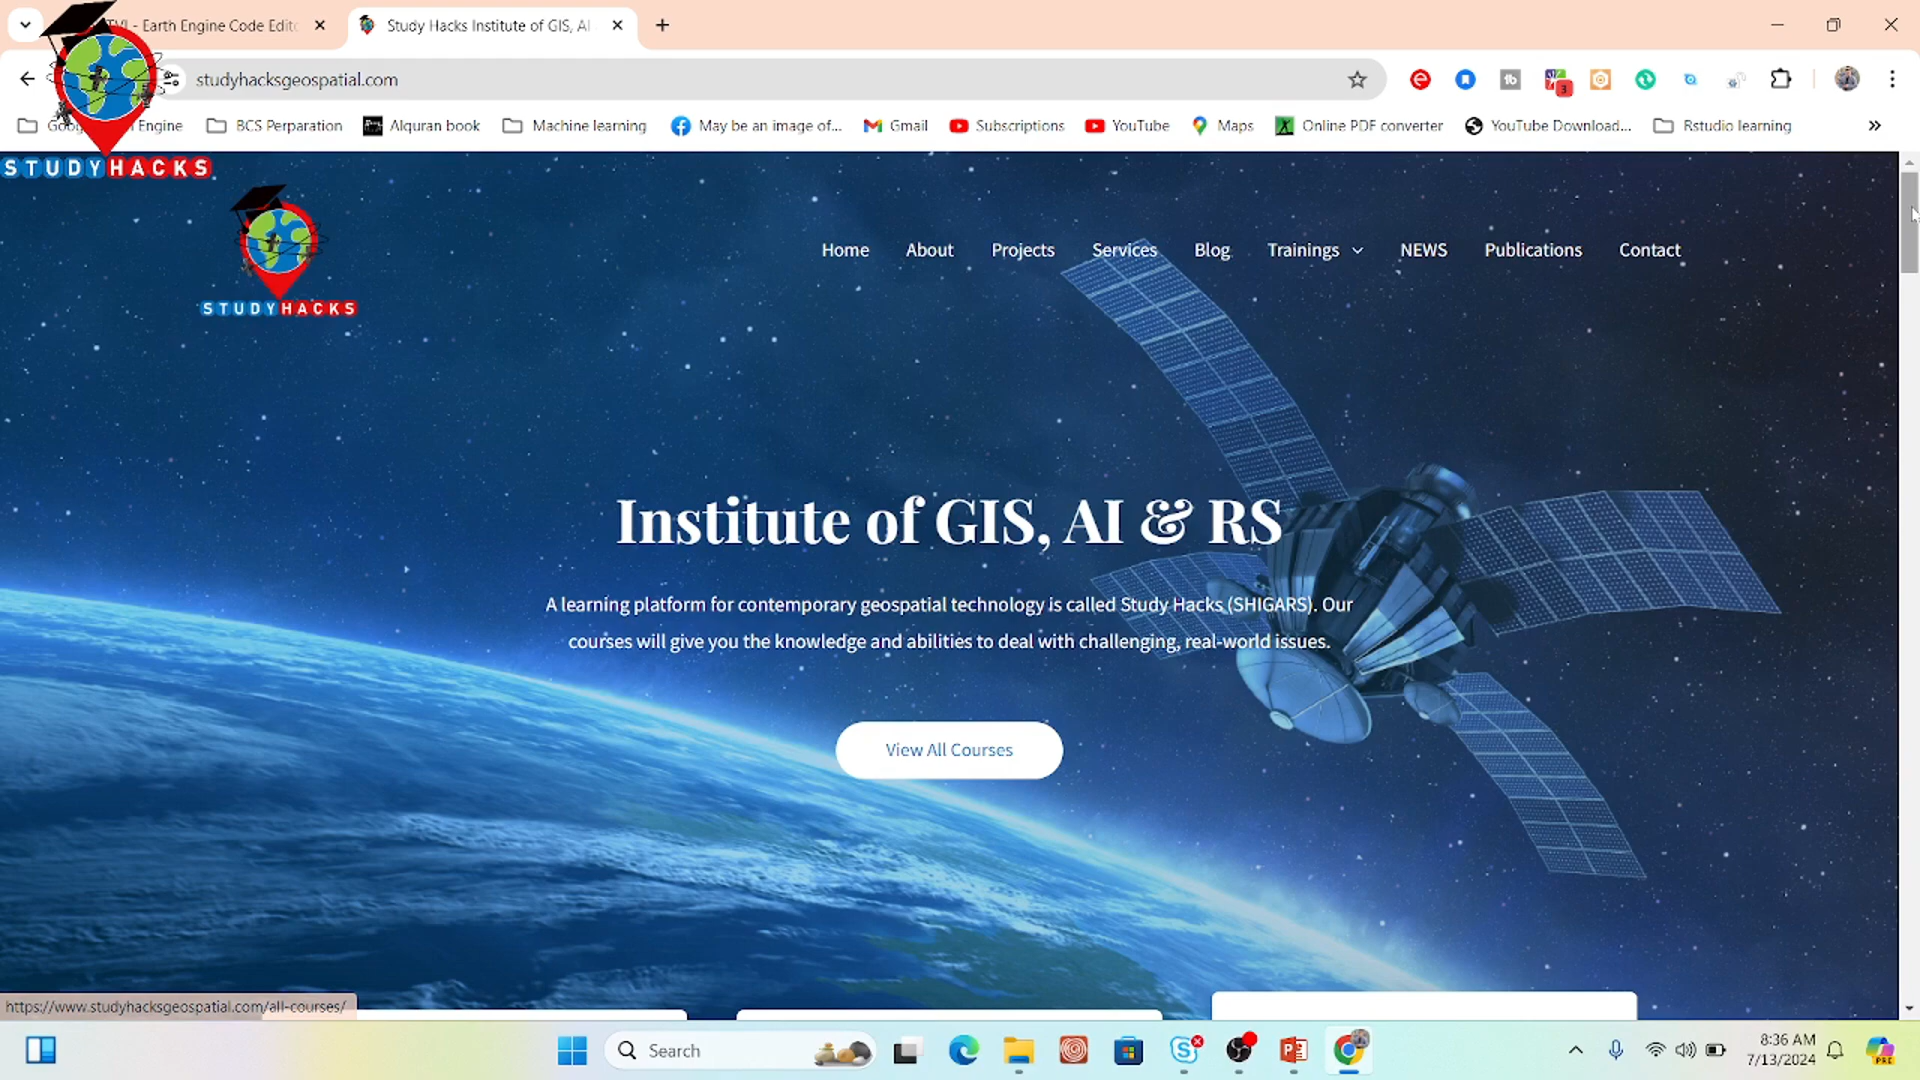 Earth Engine Code Edit
Study Hacks Institute of GIS, AI
studyhacksgeospatial.com
Engine
BCS Perparation
Alquran book
Machine learning
May be an image of...
Gmail
Subscriptions
YouTube
Maps
Online PDF converter
YouTube Download...
Rstudio learning
STUDYHACKS
STUDYHACKS
Home
About
Projects
Services
Blog
Trainings
NEWS
Publications
Contact
Institute of GIS, AI & RS
A learning platform for contemporary geospatial technology is called Study Hacks (SHIGARS). Our
courses will give you the knowledge and abilities to deal with challenging, real-world issues.
View All Courses
https://www.studyhacksgeospatial.com/all-courses/
Search
8:36 AM
7/13/2024